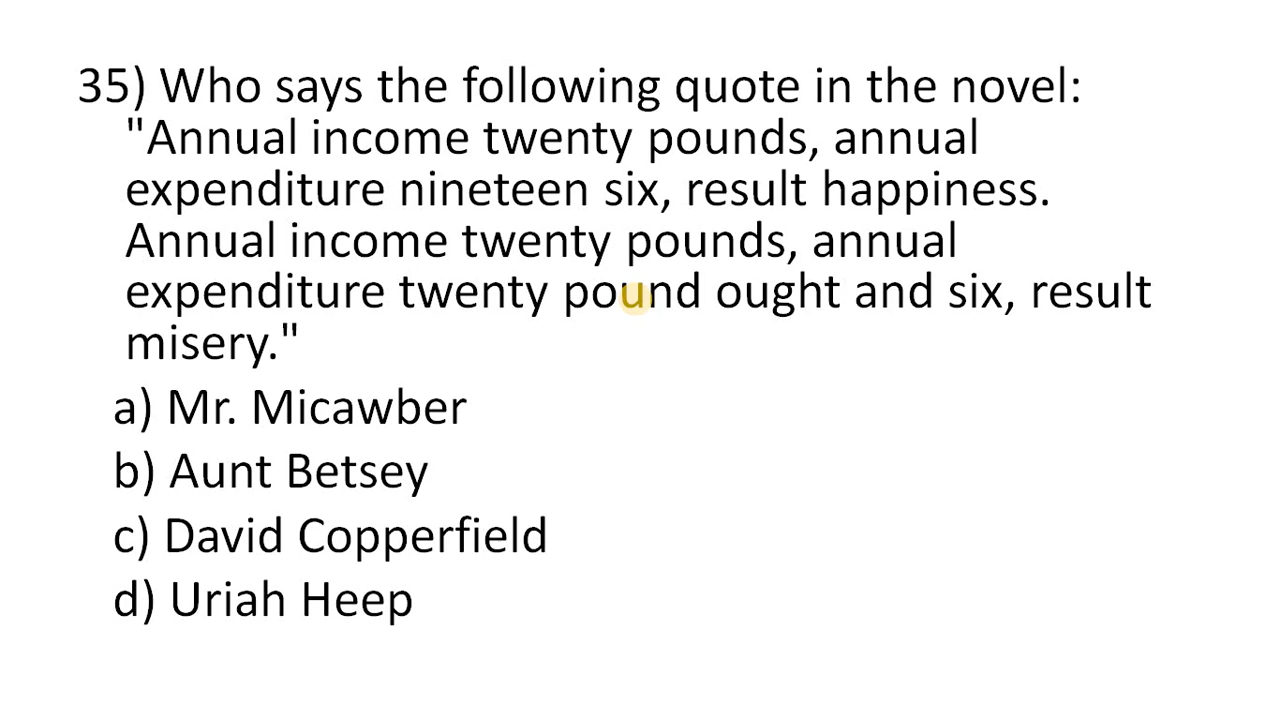 35) Who says the following quote in the novel:
"Annual income twenty pounds, annual
expenditure nineteen six, result happiness.
Annual income twenty pounds, annual
expenditure twenty pound ought and six, result
misery."
a) Mr. Micawber
b) Aunt Betsey
c) David Copperfield
d) Uriah Heep